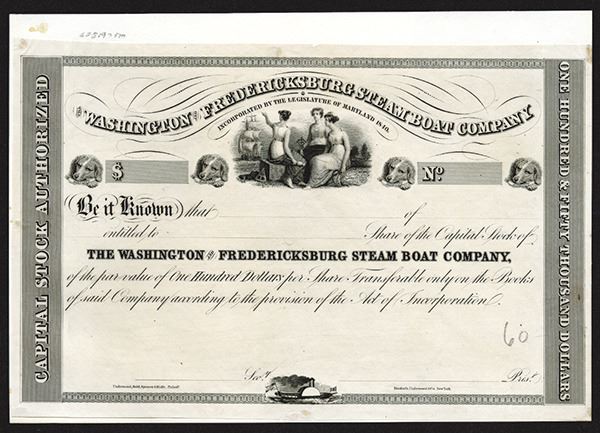 CAPITAL STOCK AUTHORIZED
THE WASHINGTON AND FREDERICKSBURG STEAM BOAT COMPANY
INCORPORATED BY THE LEGISLATURE OF MARYLAND 1840.
$ No
Be it Known that of
entitled to Share of the Capital Stock of
THE WASHINGTON AND FREDERICKSBURG STEAM BOAT COMPANY,
of the par value of One Hundred Dollars per Share Transferable only on the Books
of said Company according to the provision of the Act of Incorporation.
60
Secy. Prest.
ONE HUNDRED & FIFTY THOUSAND DOLLARS